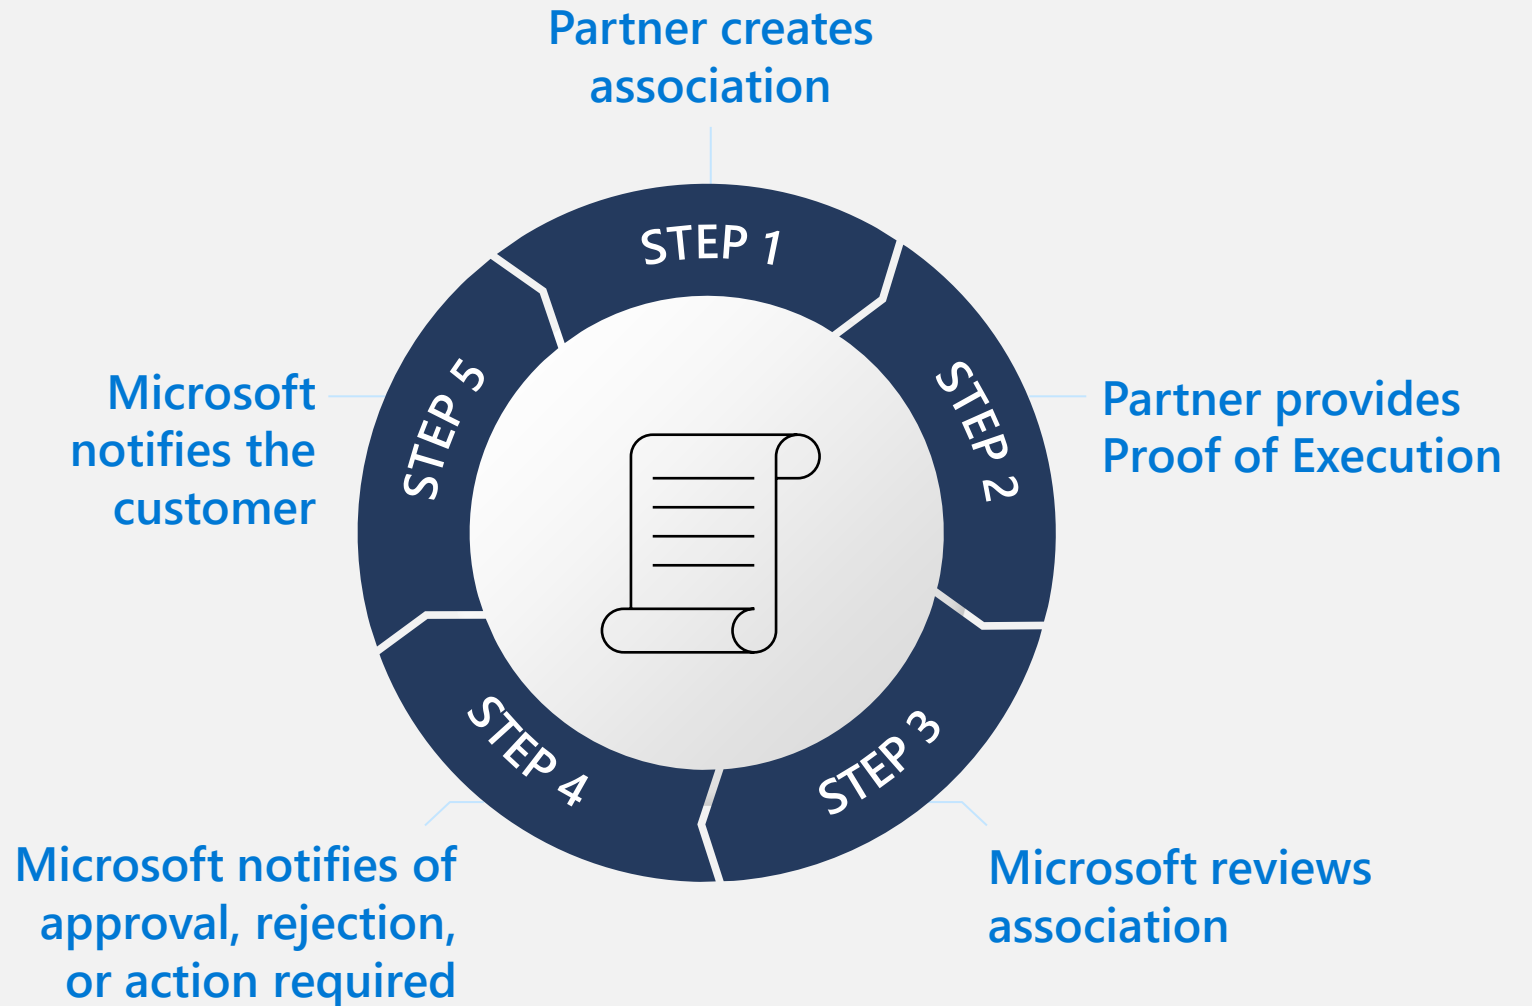 Partner creates
association
STEP 1
STEP 2
Partner provides
Proof of Execution
STEP 3
Microsoft reviews
association
STEP 4
Microsoft notifies of
approval, rejection,
or action required
STEP 5
Microsoft
notifies the
customer